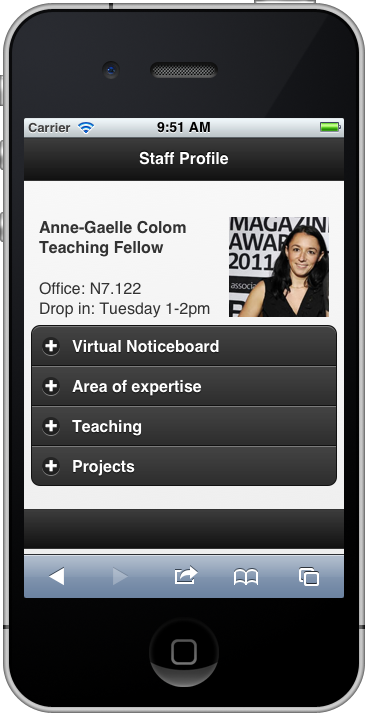 Carrier
9:51 AM
Staff Profile
Anne-Gaelle Colom
Teaching Fellow
Office: N7.122
Drop in: Tuesday 1-2pm
MAGAZIN
AWAR
2011
associa
Virtual Noticeboard
Area of expertise
Teaching
Projects